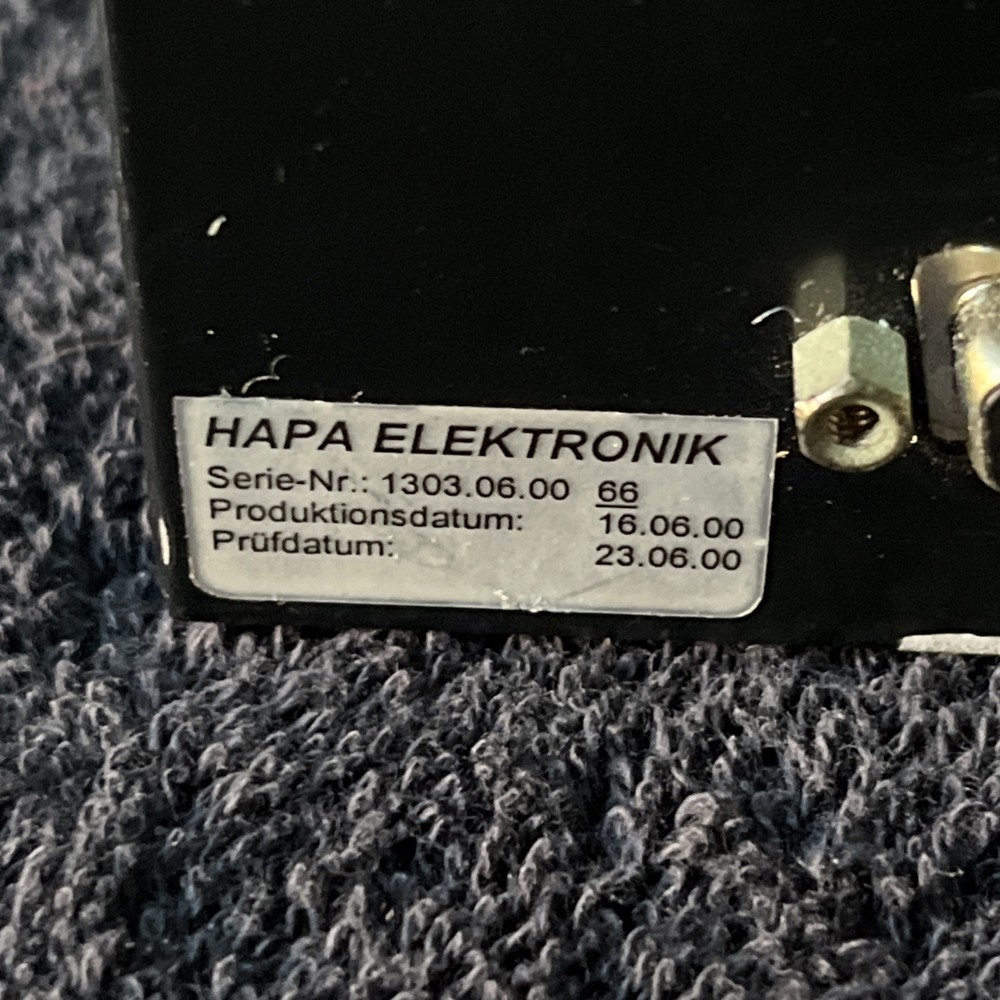 HAPA ELEKTRONIK
Serie-Nr.: 1303.06.00 66
Produktionsdatum: 16.06.00
Prüfdatum: 23.06.00